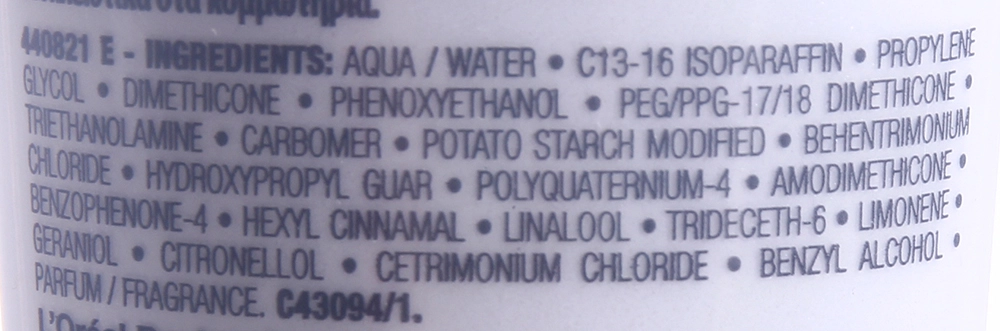 440821 E - INGREDIENTS: AQUA / WATER • C13-16 ISOPARAFFIN • PROPYLENE
GLYCOL • DIMETHICONE • PHENOXYETHANOL • PEG/PPG-17/18 DIMETHICONE •
TRIETHANOLAMINE • CARBOMER • POTATO STARCH MODIFIED • BEHENTRIMONIUM
CHLORIDE • HYDROXYPROPYL GUAR • POLYQUATERNIUM-4 • AMODIMETHICONE •
BENZOPHENONE-4 • HEXYL CINNAMAL • LINALOOL • TRIDECETH-6 • LIMONENE •
GERANIOL • CITRONELLOL • CETRIMONIUM CHLORIDE • BENZYL ALCOHOL •
PARFUM / FRAGRANCE. C43094/1.
L'Oréal